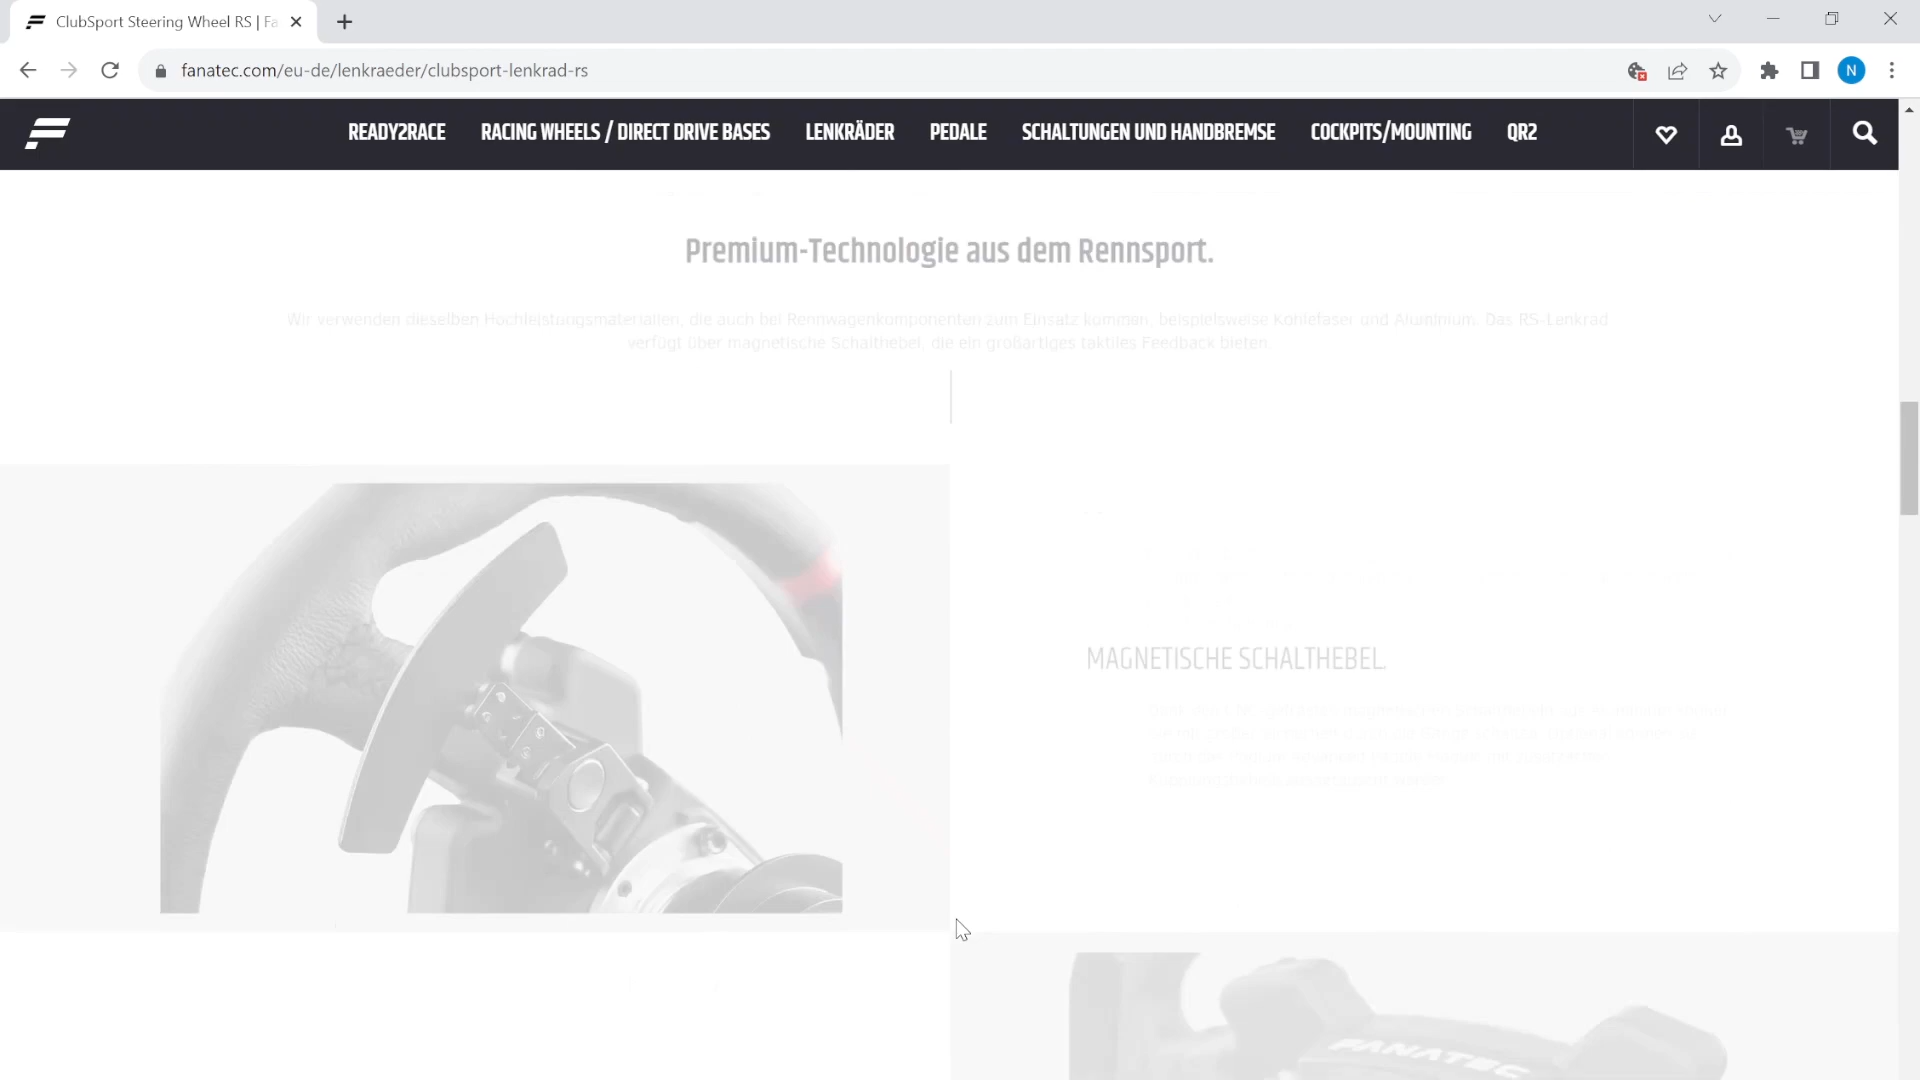 ClubSport Steering Wheel RS | Fa
fanatec.com/eu-de/lenkraeder/clubsport-lenkrad-rs
N
READY2RACE RACING WHEELS / DIRECT DRIVE BASES LENKRÄDER PEDALE SCHALTUNGEN UND HANDBREMSE COCKPITS/MOUNTING QR2
Premium-Technologie aus dem Rennsport.
Wir verwenden dieselben Hochleistungsmaterialien, die auch bei Rennwagenkomponenten zum Einsatz kommen, beispielsweise Kohlefaser und Aluminium. Das RS-Lenkrad
verfügt über magnetische Schalthebel, die ein großartiges taktiles Feedback bieten.
MAGNETISCHE SCHALTHEBEL.
FANATEC